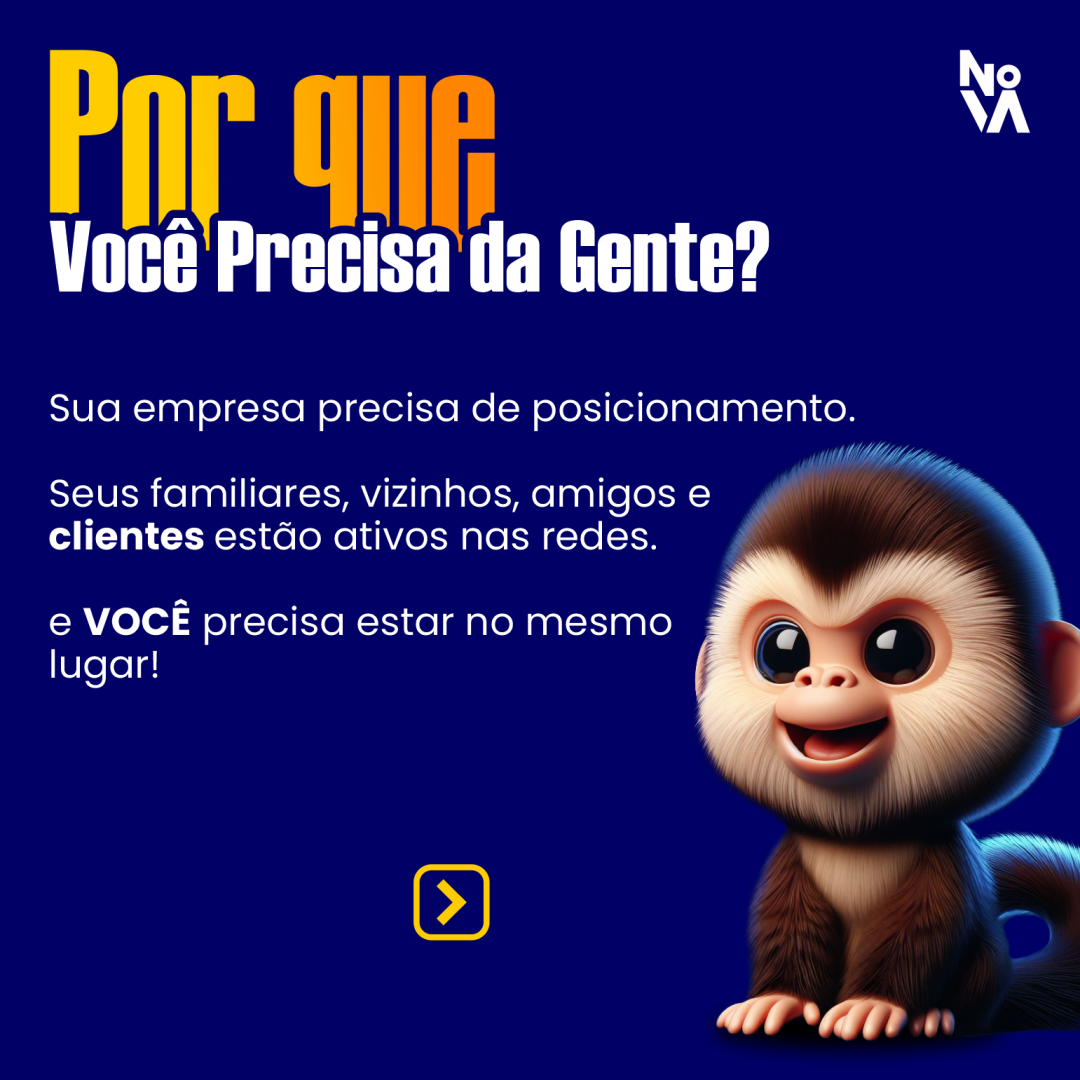 Por que
NoVA
Você Precisa da Gente?
Sua empresa precisa de posicionamento.
Seus familiares, vizinhos, amigos e
clientes estão ativos nas redes.
e VOCÊ precisa estar no mesmo
lugar!